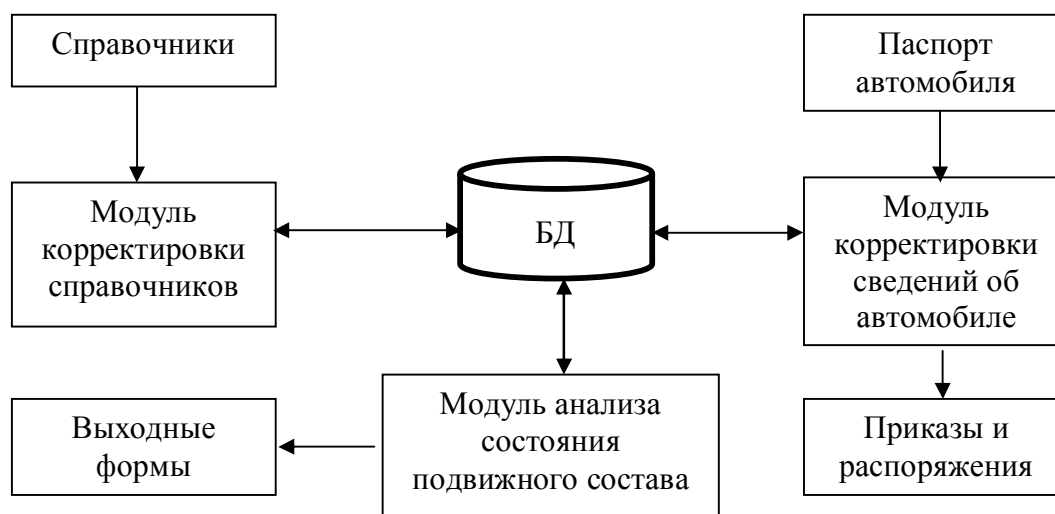 Справочники
Паспорт
автомобиля
Модуль
корректировки
справочников
БД
Модуль
корректировки
сведений об
автомобиле
Выходные
формы
Модуль анализа
состояния
подвижного состава
Приказы и
распоряжения